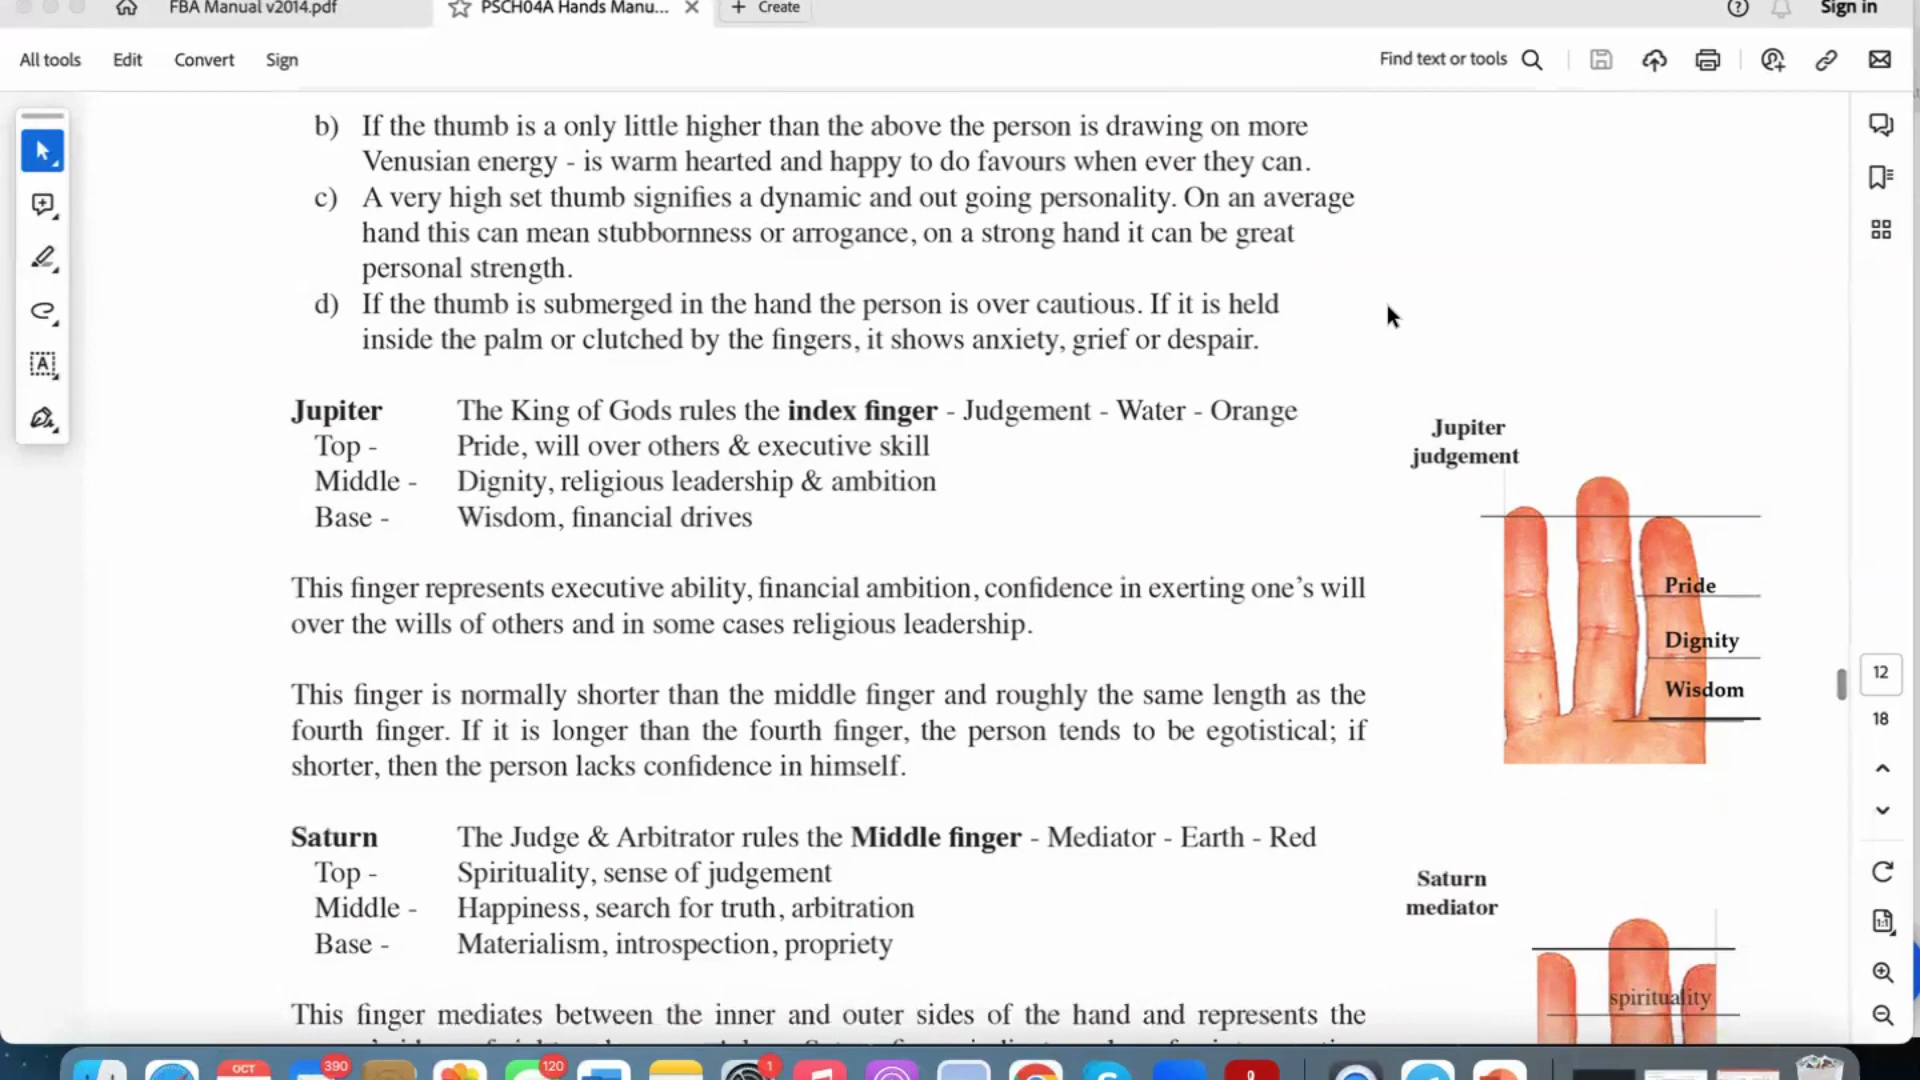 FBA Manual v2014.pdf
PSCH04A Hands Manu...
Create
Sign in
All tools
Edit
Convert
Sign
Find text or tools
b) If the thumb is a only little higher than the above the person is drawing on more
Venusian energy - is warm hearted and happy to do favours when ever they can.
c) A very high set thumb signifies a dynamic and out going personality. On an average
hand this can mean stubbornness or arrogance, on a strong hand it can be great
personal strength.
d) If the thumb is submerged in the hand the person is over cautious. If it is held
inside the palm or clutched by the fingers, it shows anxiety, grief or despair.
Jupiter The King of Gods rules the index finger - Judgement - Water - Orange
Top - Pride, will over others & executive skill
Middle - Dignity, religious leadership & ambition
Base - Wisdom, financial drives
Jupiter
judgement
Pride
Dignity
Wisdom
This finger represents executive ability, financial ambition, confidence in exerting one's will
over the wills of others and in some cases religious leadership.
This finger is normally shorter than the middle finger and roughly the same length as the
fourth finger. If it is longer than the fourth finger, the person tends to be egotistical; if
shorter, then the person lacks confidence in himself.
Saturn The Judge & Arbitrator rules the Middle finger - Mediator - Earth - Red
Top - Spirituality, sense of judgement
Middle - Happiness, search for truth, arbitration
Base - Materialism, introspection, propriety
Saturn
mediator
spirituality
This finger mediates between the inner and outer sides of the hand and represents the
12
18
1:1
OCT
390
120
1